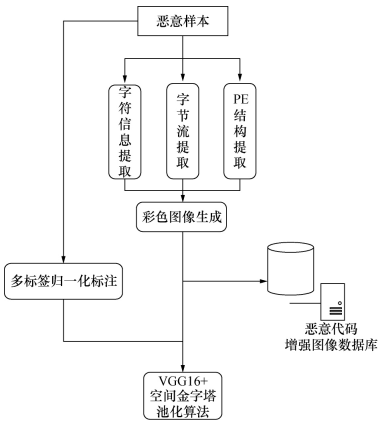 恶意样本
字符信息提取
字节流提取
PE
结构提取
彩色图像生成
多标签归一化标注
恶意代码
增强图像数据库
VGG16+
空间金字塔
池化算法